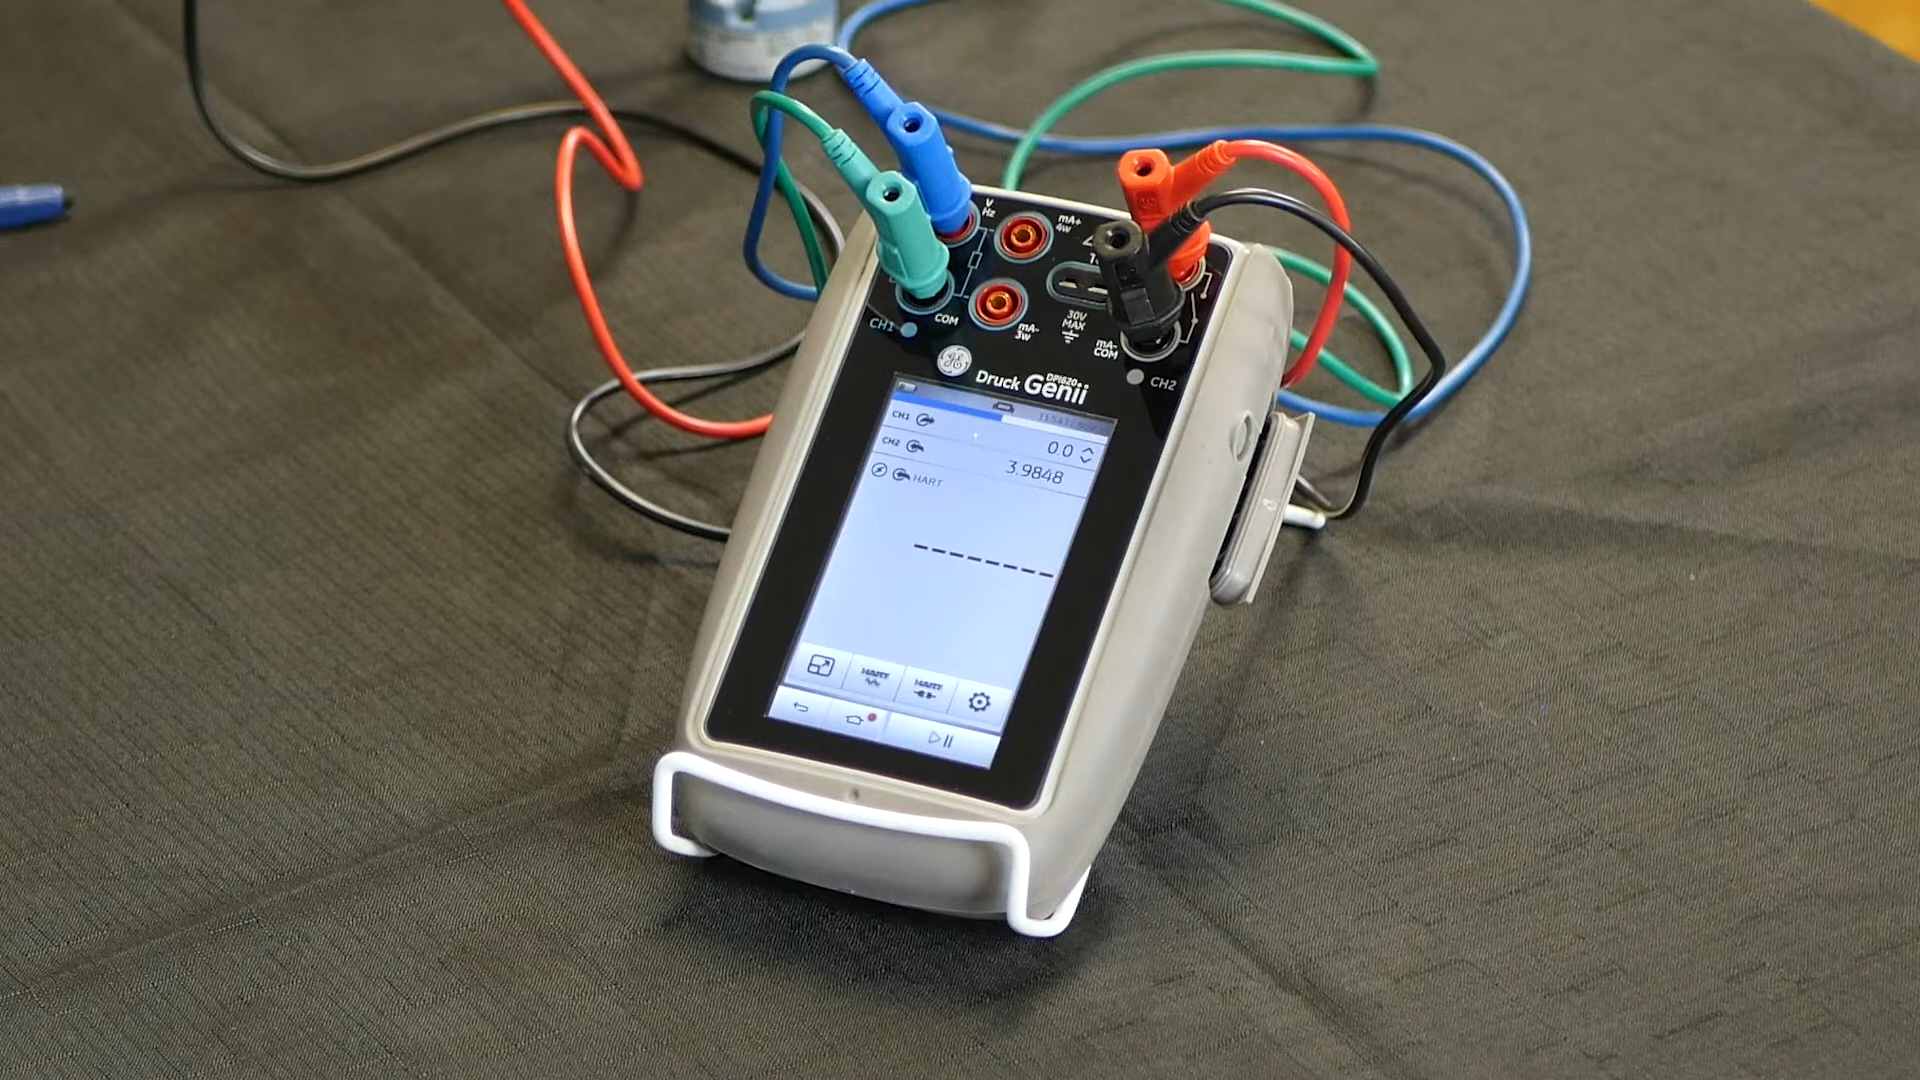 V
Hz
mA+
4w
COM
CH1
mA-
3w
30V
MAX
mA-
COM
CH2
GE
Druck DPI620 Genii
CH1 0.0
CH2 3.9848
HART
HART
HART